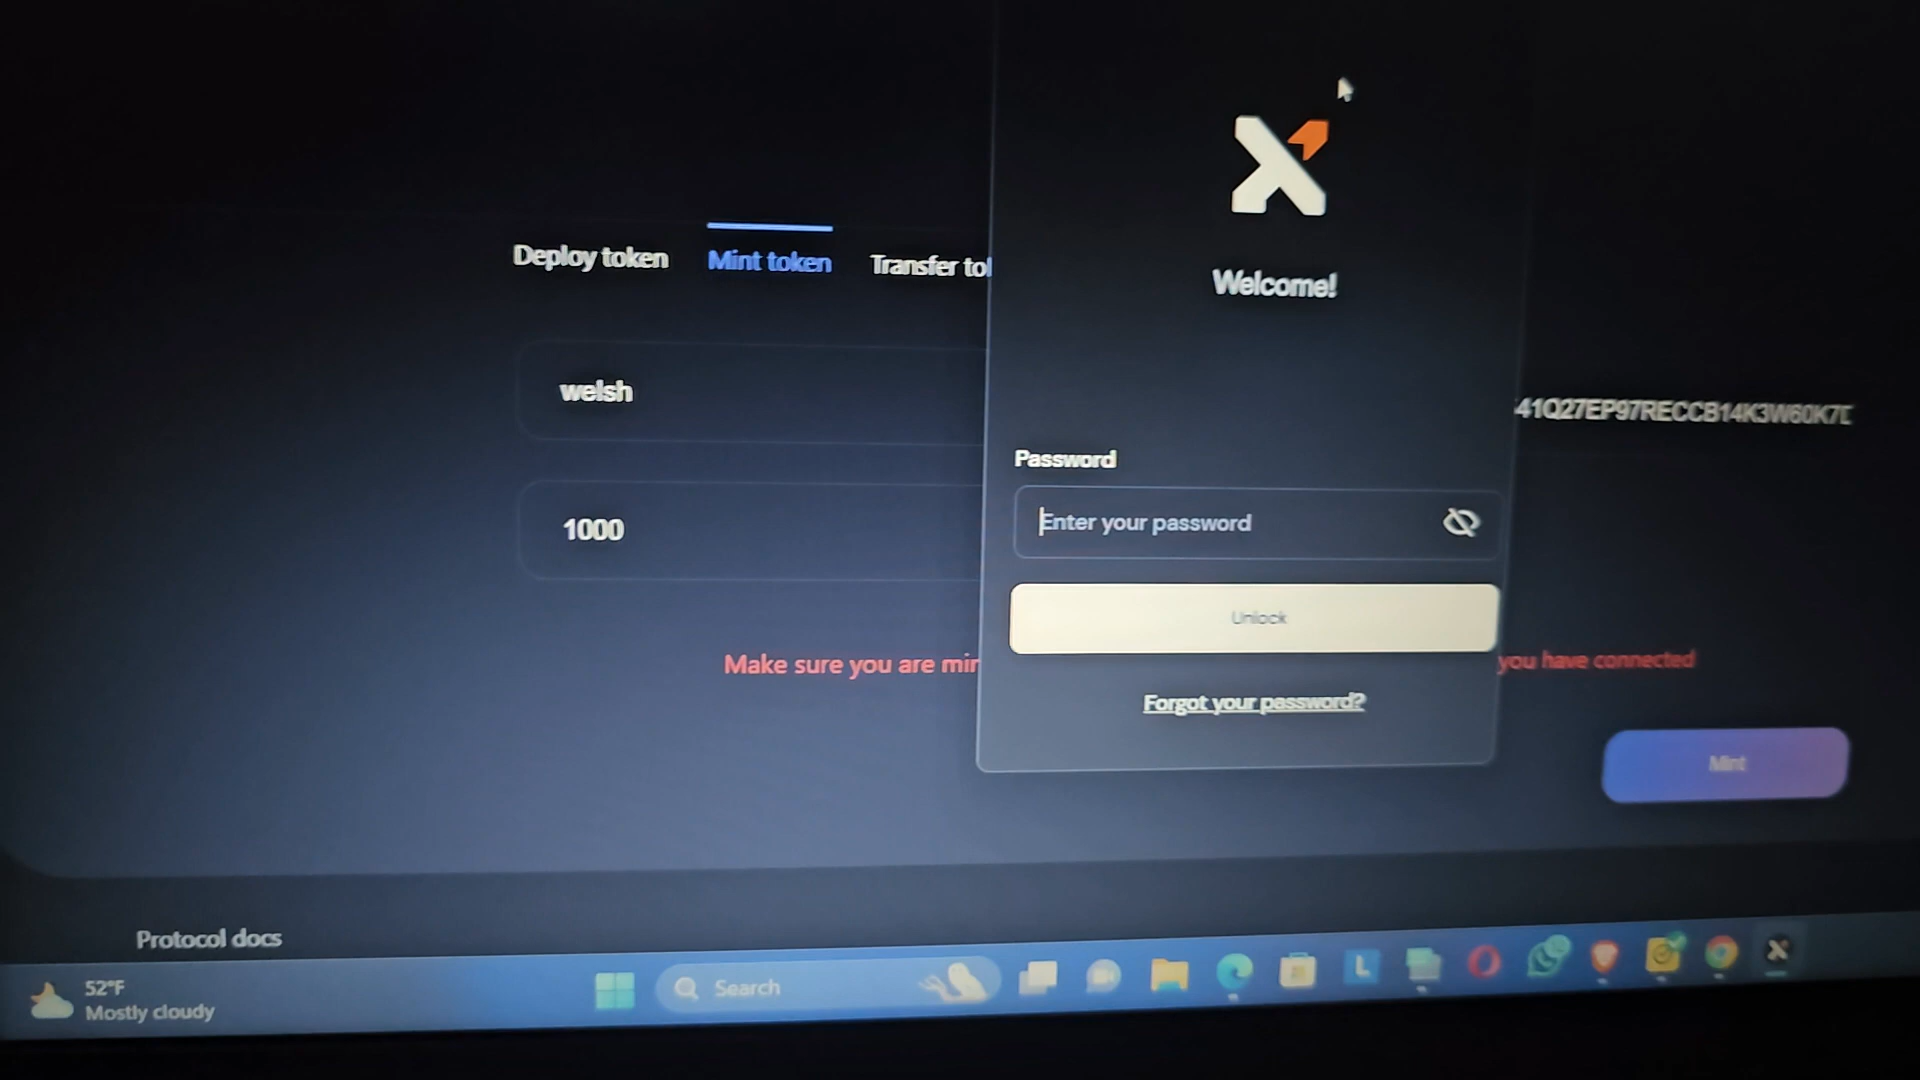 Deploy token
Mint token
Transfer to
Welcome!
welsh
41Q27EP97RECCB14K3W60K7
Password
Enter your password
1000
Unlock
Make sure you are
you have connected
Forgot your password?
Mint
Protocol docs
52°F
Mostly cloudy
Search